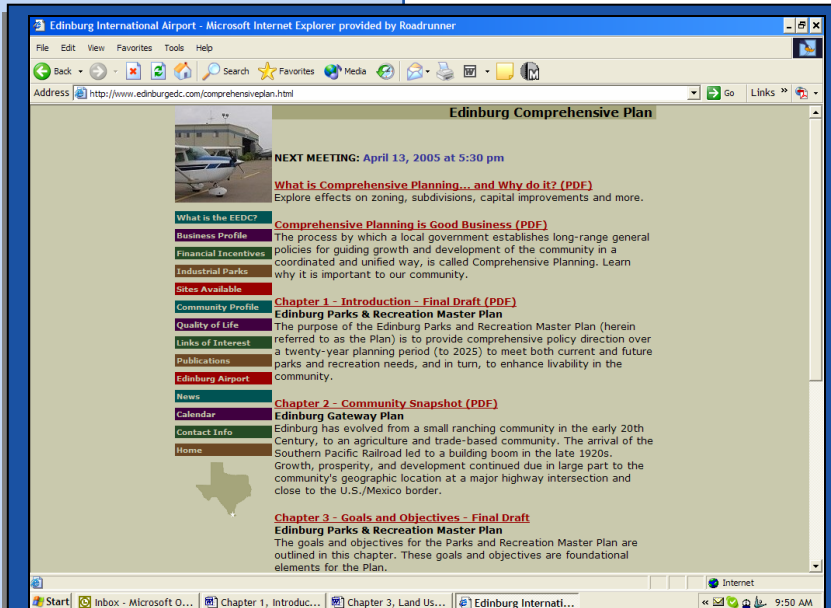 Edinburg International Airport - Microsoft Internet Explorer provided by Roadrunner
File Edit View Favorites Tools Help
Back Search Favorites Media
Address http://www.edinburgedc.com/comprehensiveplan.html Go Links »
Edinburg Comprehensive Plan
NEXT MEETING: April 13, 2005 at 5:30 pm
What is Comprehensive Planning... and Why do it? (PDF)
Explore effects on zoning, subdivisions, capital improvements and more.
Comprehensive Planning is Good Business (PDF)
The process by which a local government establishes long-range general
policies for guiding growth and development of the community in a
coordinated and unified way, is called Comprehensive Planning. Learn
why it is important to our community.
Chapter 1 - Introduction - Final Draft (PDF)
Edinburg Parks & Recreation Master Plan
The purpose of the Edinburg Parks and Recreation Master Plan (herein
referred to as the Plan) is to provide comprehensive policy direction over
a twenty-year planning period (to 2025) to meet both current and future
parks and recreation needs, and in turn, to enhance livability in the
community.
Chapter 2 - Community Snapshot (PDF)
Edinburg Gateway Plan
Edinburg has evolved from a small ranching community in the early 20th
Century, to an agriculture and trade-based community. The arrival of the
Southern Pacific Railroad led to a building boom in the late 1920s.
Growth, prosperity, and development continued due in large part to the
community's geographic location at a major highway intersection and
close to the U.S./Mexico border.
Chapter 3 - Goals and Objectives - Final Draft
Edinburg Parks & Recreation Master Plan
The goals and objectives for the Parks and Recreation Master Plan are
outlined in this chapter. These goals and objectives are foundational
elements for the Plan.
What is the EEDC?
Business Profile
Financial Incentives
Industrial Parks
Sites Available
Community Profile
Quality of Life
Links of Interest
Publications
Edinburg Airport
News
Calendar
Contact Info
Home
Internet
Start Inbox - Microsoft O... Chapter 1, Introduc... Chapter 3, Land Us... Edinburg Internati... « 9:50 AM